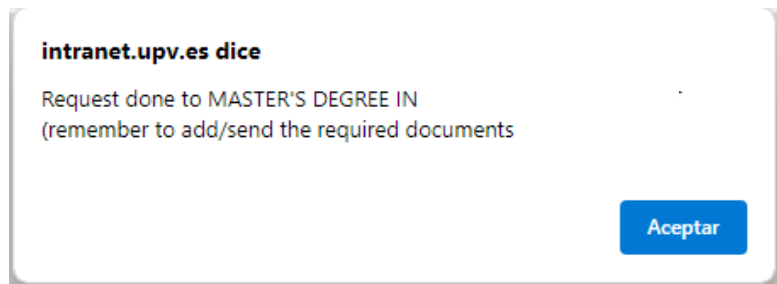 intranet.upv.es dice
Request done to MASTER'S DEGREE IN
(remember to add/send the required documents
Aceptar